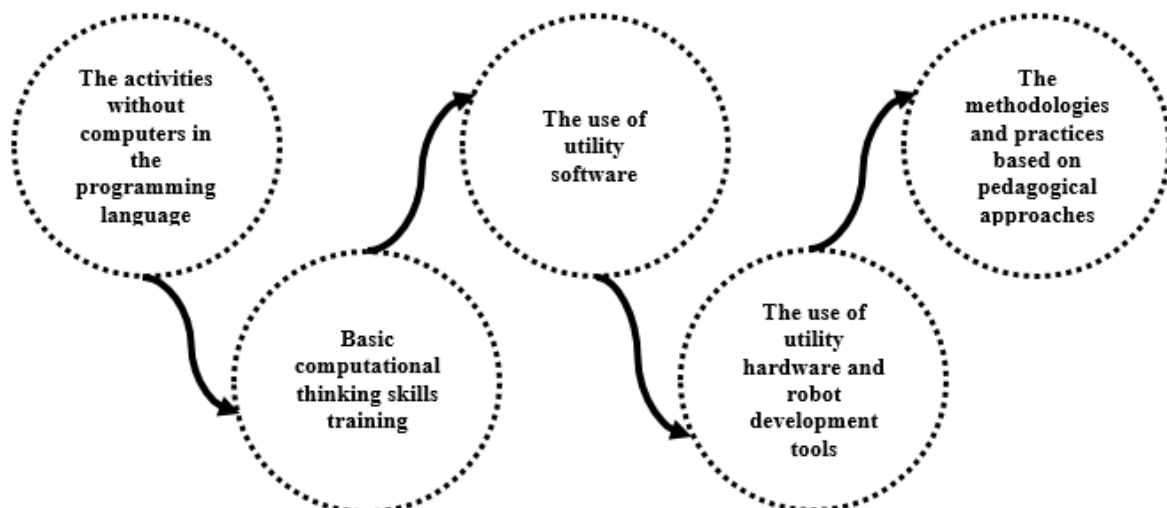 The activities
without
computers in
the
programming
language
Basic
computational
thinking skills
training
The use of
utility
software
The use of
utility
hardware and
robot
development
tools
The
methodologies
and practices
based on
pedagogical
approaches